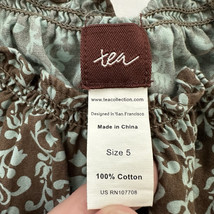 tea
www.teacollection.com
Designed in San Francisco
Made in China
Size 5
100% Cotton
US RN107708